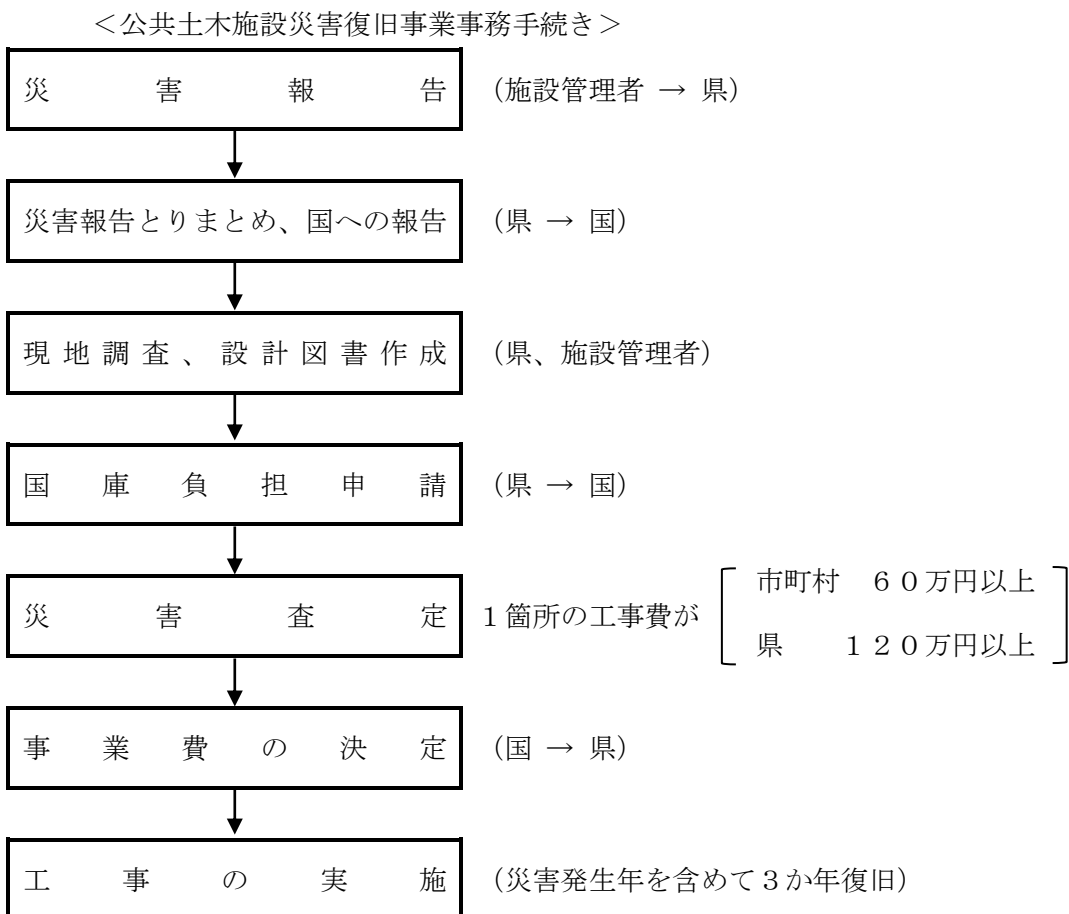 ＜公共土木施設災害復旧事業事務手続き＞
災害報告 （施設管理者 → 県）
災害報告とりまとめ、国への報告 （県 → 国）
現地調査、設計図書作成 （県、施設管理者）
国庫負担申請 （県 → 国）
災害査定 １箇所の工事費が 市町村　６０万円以上
県　１２０万円以上
事業費の決定 （国 → 県）
工事の実施 （災害発生年を含めて３か年復旧）